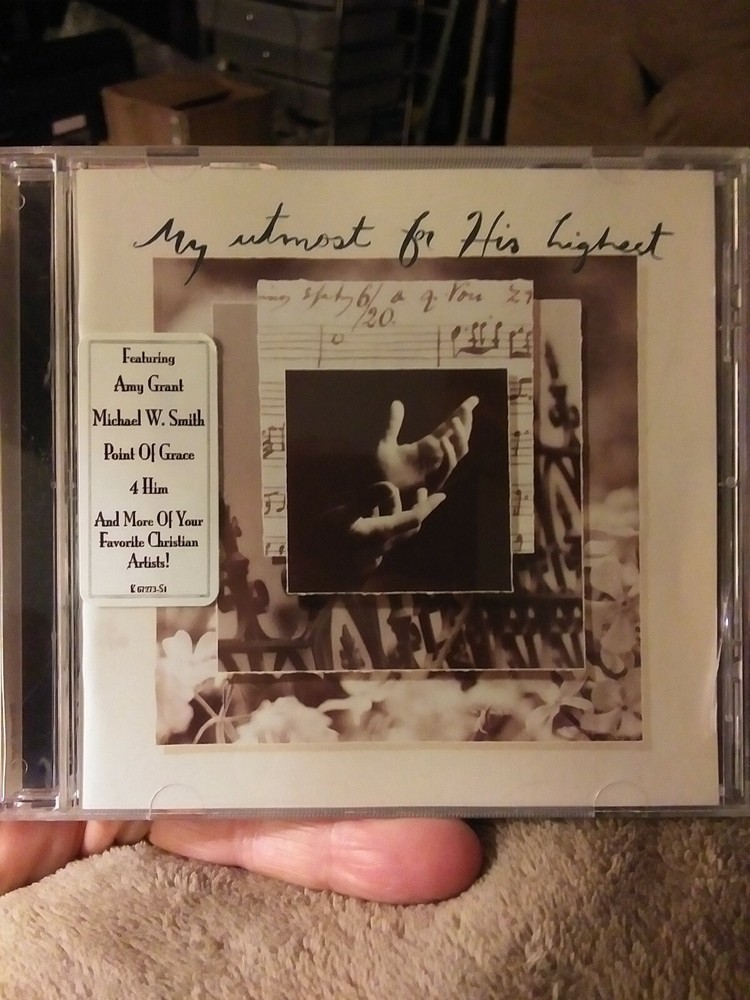 My utmost for His highest
6/
/20.
Featuring
Amy Grant
Michael W. Smith
Point Of Grace
4 Him
And More Of Your
Favorite Christian
Artists!